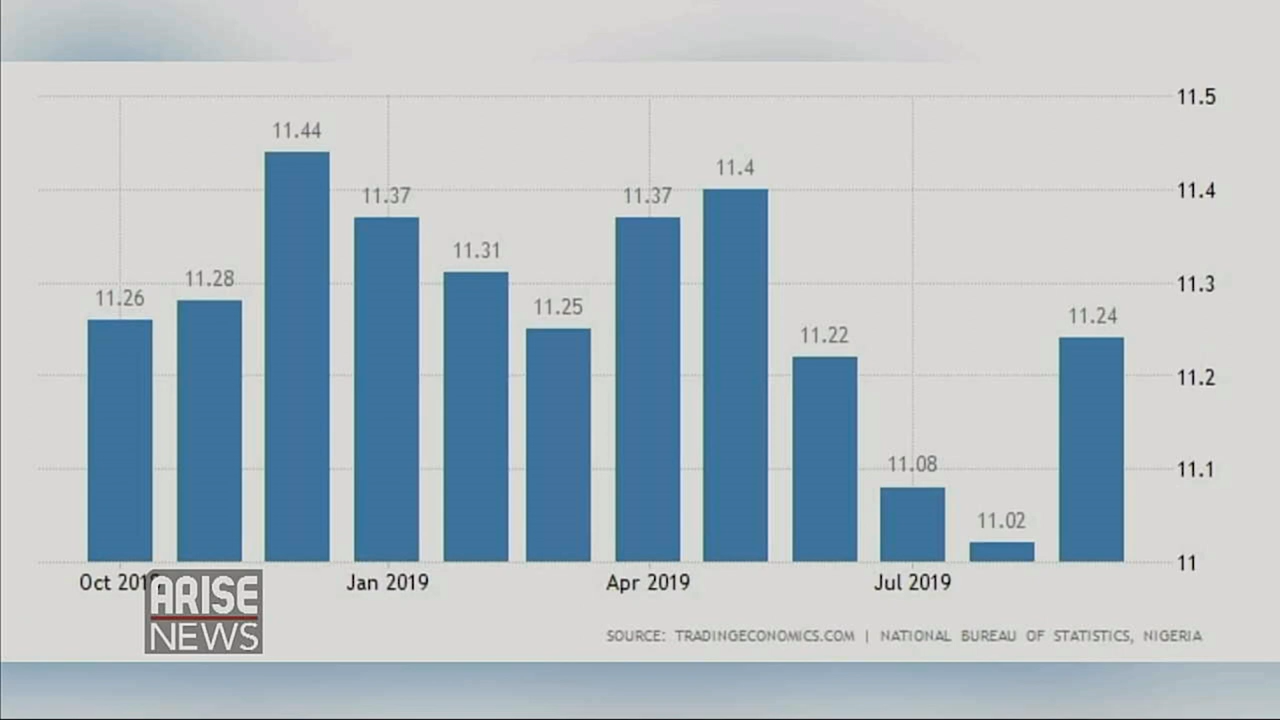 11.5
11.44
11.4
11.4
11.37
11.37
11.31
11.3
11.28
11.26
11.25
11.24
11.22
11.2
11.1
11.08
11.02
11
Oct 2019
Jan 2019
Apr 2019
Jul 2019
ARISE
NEWS
SOURCE: TRADINGECONOMICS.COM | NATIONAL BUREAU OF STATISTICS, NIGERIA